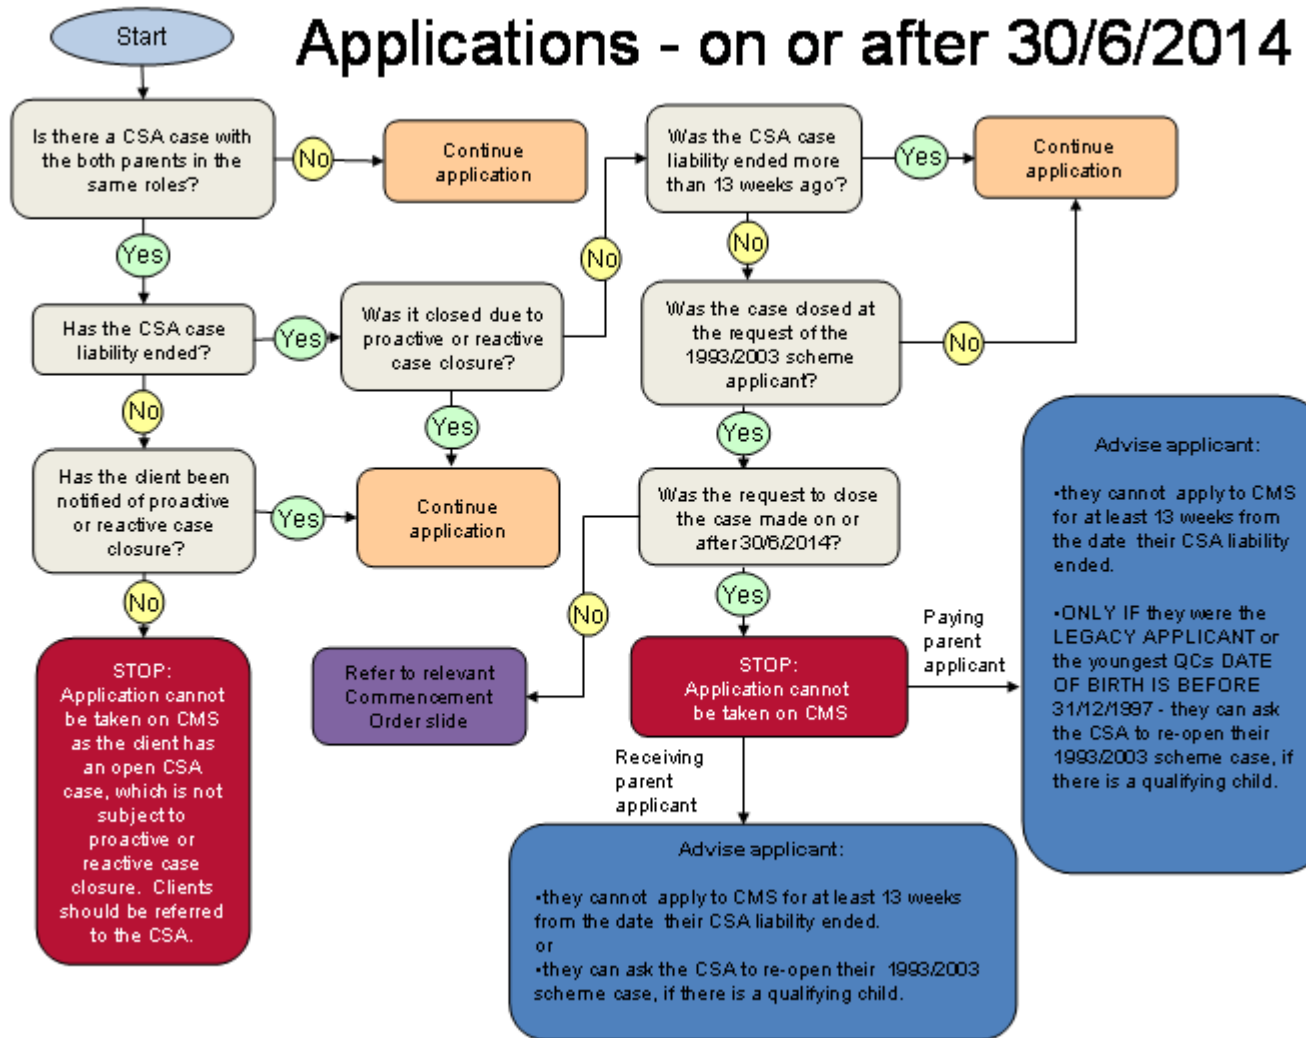 Start
Applications - on or after 30/6/2014
Is there a CSA case with
the both parents in the
same roles?
No
Continue
application
Was the CSA case
liability ended more
than 13 weeks ago?
Yes
Continue
application
Yes
No
No
Has the CSA case
liability ended?
Yes
Was it closed due to
proactive or reactive
case closure?
Was the case closed at
the request of the
1993/2003 scheme
applicant?
No
No
Yes
Yes
Has the client been
notified of proactive
or reactive case
closure?
Yes
Continue
application
Was the request to close
the case made on or
after 30/6/2014?
No
No
Yes
STOP:
Application cannot
be taken on CMS
as the client has
an open CSA
case, which is not
subject to
proactive or
reactive case
closure. Clients
should be referred
to the CSA.
Refer to relevant
Commencement
Order slide
STOP:
Application cannot
be taken on CMS
Paying
parent
applicant
Advise applicant:
•they cannot apply to CMS
for at least 13 weeks from
the date their CSA liability
ended.
•ONLY IF they were the
LEGACY APPLICANT or
the youngest QCs DATE
OF BIRTH IS BEFORE
31/12/1997 - they can ask
the CSA to re-open their
1993/2003 scheme case, if
there is a qualifying child.
Receiving
parent
applicant
Advise applicant:
•they cannot apply to CMS for at least 13 weeks
from the date their CSA liability ended.
or
•they can ask the CSA to re-open their 1993/2003
scheme case, if there is a qualifying child.